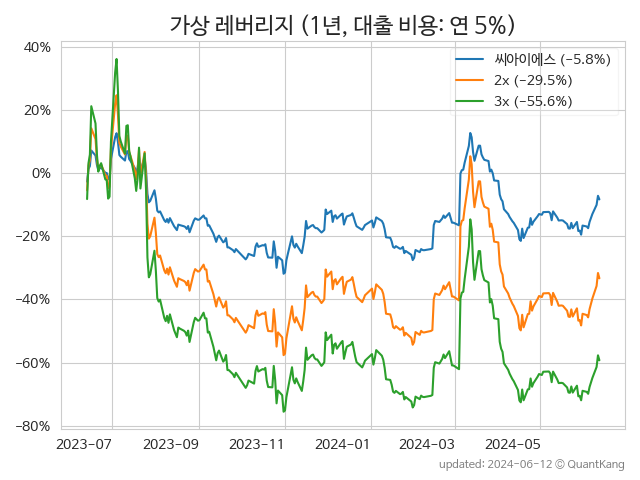 가상 레버리지 (1년, 대출 비용: 연 5%)
씨아이에스 (−5.8%)
2x (−29.5%)
3x (−55.6%)
40%
20%
0%
−20%
−40%
−60%
−80%
2023-07 2023-09 2023-11 2024-01 2024-03 2024-05
updated: 2024-06-12 © QuantKang